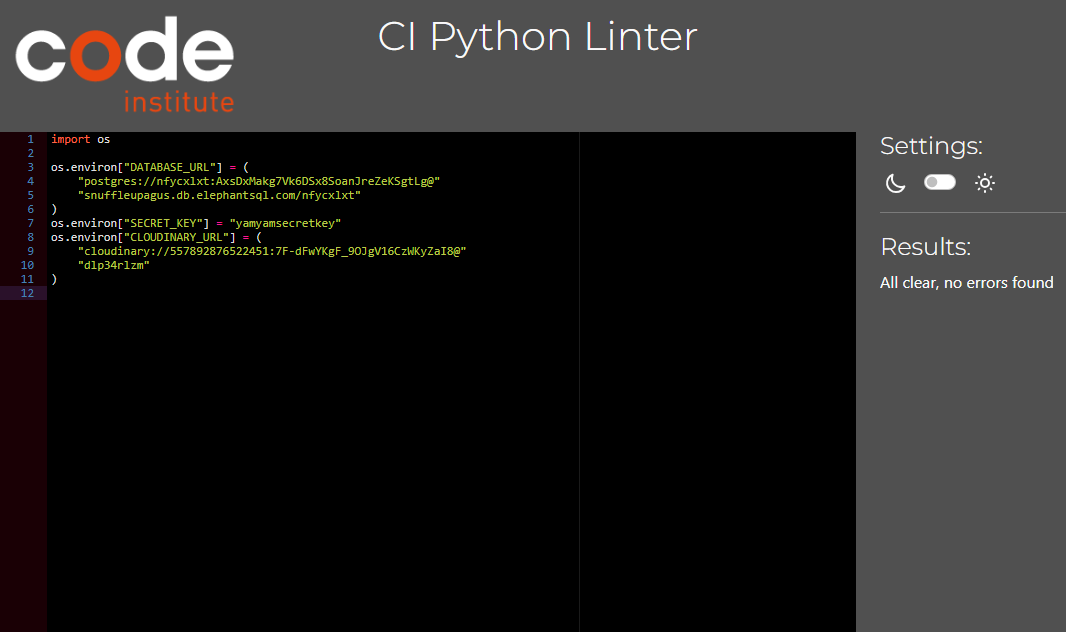 code
institute
CI Python Linter
1 import os
2
3 os.environ["DATABASE_URL"] = (
4 "postgres://nfycxlxt:AxsDxMakg7Vk6DSx8SoanJreZeKSgtLg@"
5 "snuffleupagus.db.elephantsql.com/nfycxlxt"
6 )
7 os.environ["SECRET_KEY"] = "yamyamsecretkey"
8 os.environ["CLOUDINARY_URL"] = (
9 "cloudinary://557892876522451:7F-dFwYKgF_9OJgV16CzWKyZaI8@"
10 "dlp34rlzm"
11 )
12
Settings:
Results:
All clear, no errors found